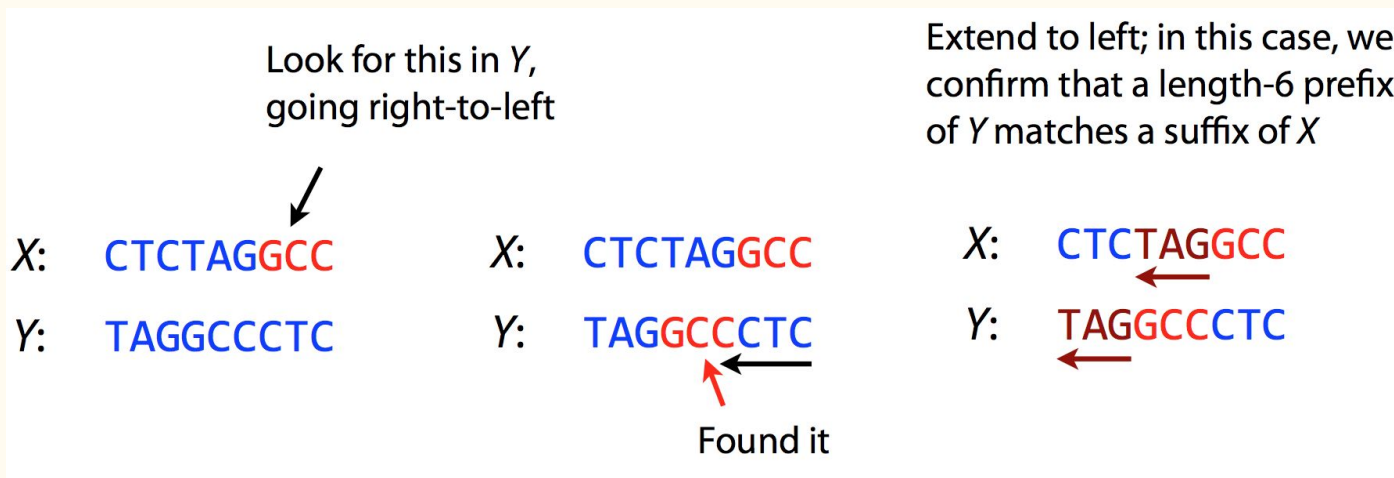 Look for this in Y,
going right-to-left
X: CTCTAGGCC
Y: TAGGCCCTC
X: CTCTAGGCC
Y: TAGGCCCTC
Found it
Extend to left; in this case, we
confirm that a length-6 prefix
of Y matches a suffix of X
X: CTCTAGGCC
Y: TAGGCCCTC